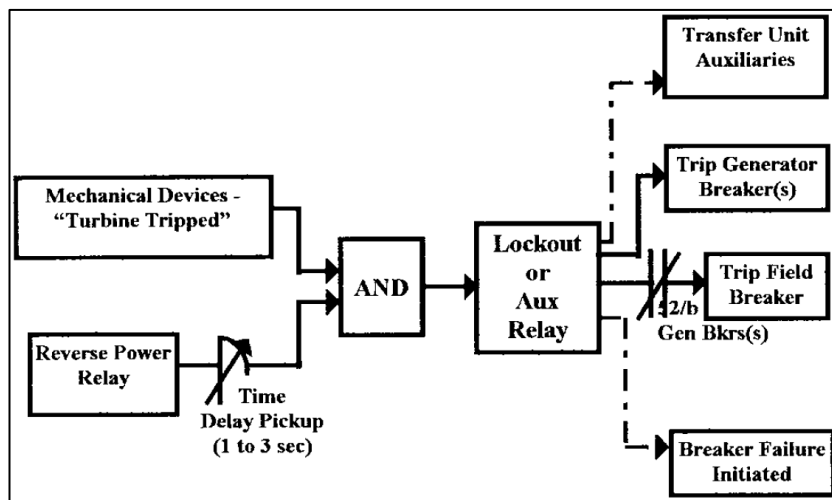 Transfer Unit
Auxiliaries
Mechanical Devices -
“Turbine Tripped”
Trip Generator
Breaker(s)
AND
Lockout
or
Aux
Relay
52/b
Gen Bkrs(s)
Trip Field
Breaker
Reverse Power
Relay
Time
Delay Pickup
(1 to 3 sec)
Breaker Failure
Initiated